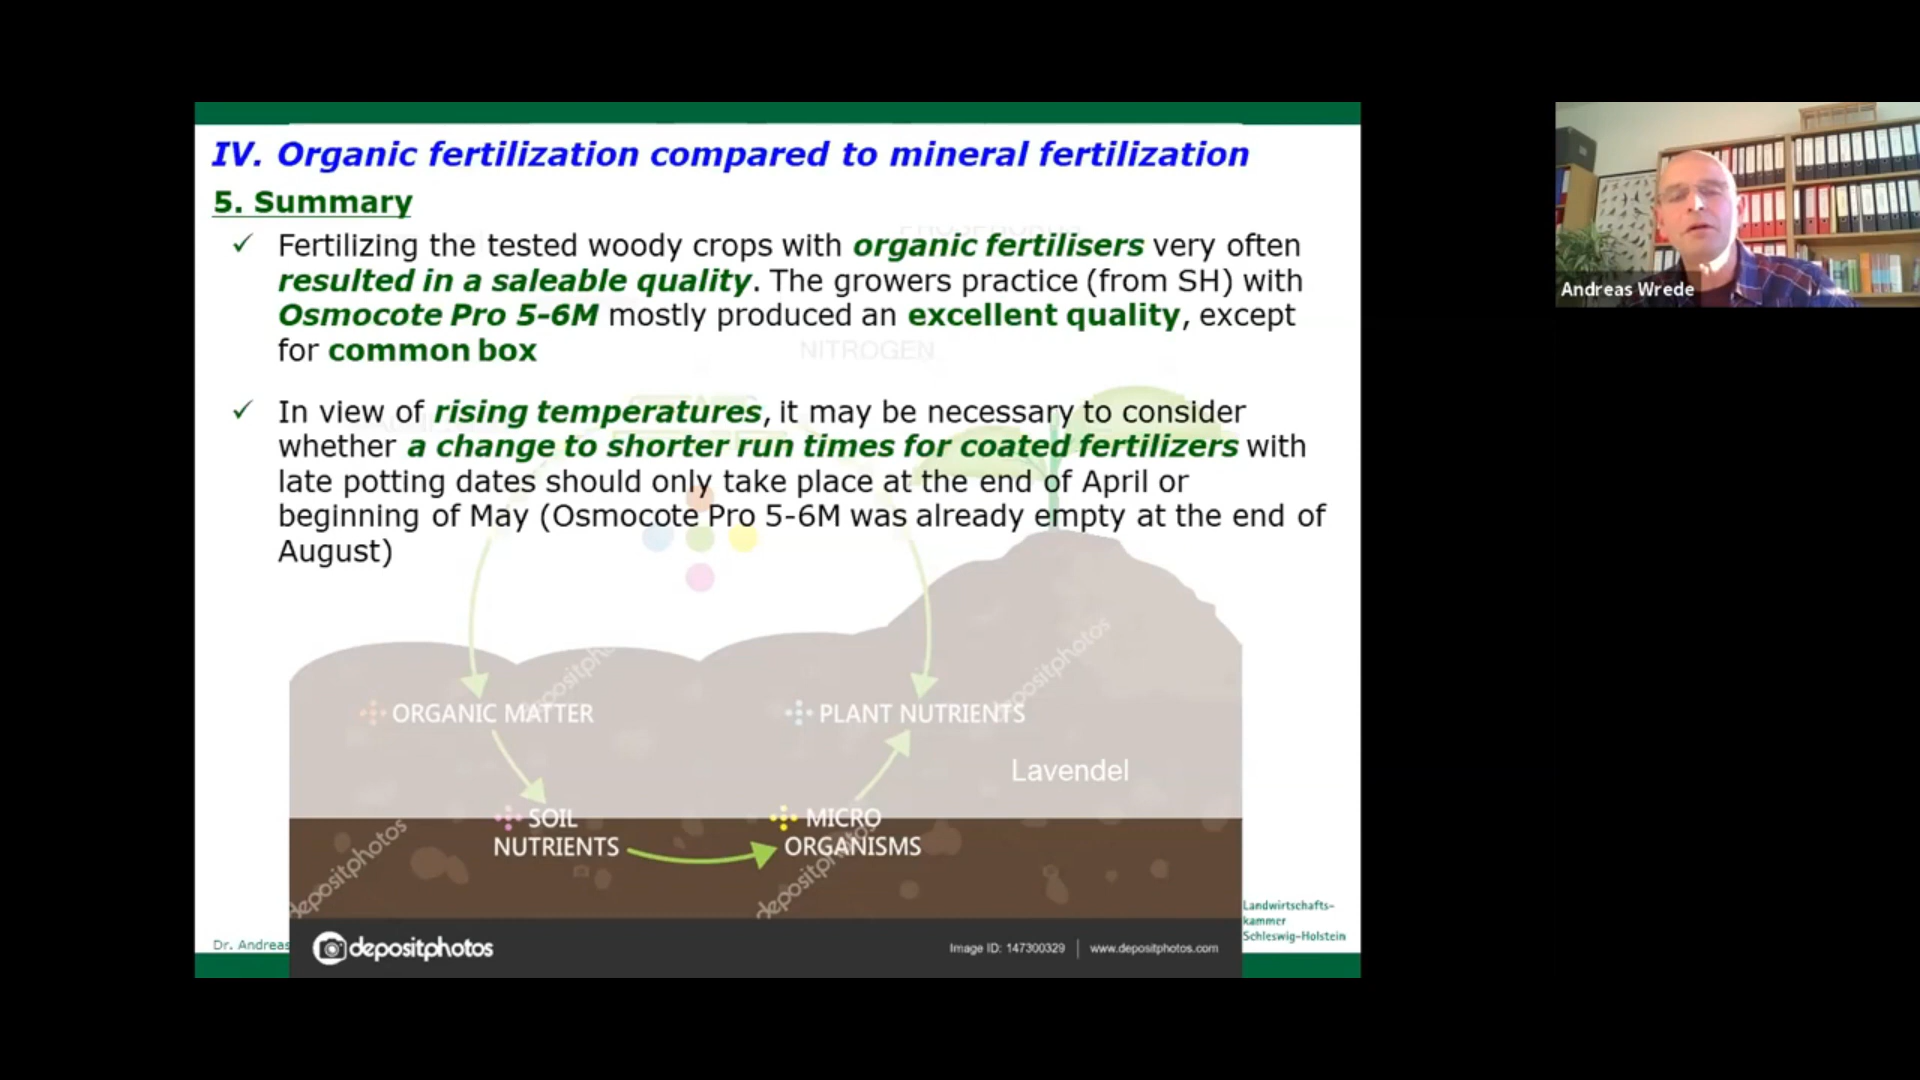 IV. Organic fertilization compared to mineral fertilization
5. Summary
✓ Fertilizing the tested woody crops with organic fertilisers very often
resulted in a saleable quality. The growers practice (from SH) with
Osmocote Pro 5-6M mostly produced an excellent quality, except
for common box
NITROGEN
✓ In view of rising temperatures, it may be necessary to consider
whether a change to shorter run times for coated fertilizers with
late potting dates should only take place at the end of April or
beginning of May (Osmocote Pro 5-6M was already empty at the end of
August)
ORGANIC MATTER
PLANT NUTRIENTS
Lavendel
SOIL
NUTRIENTS
MICRO
ORGANISMS
depositphotos
depositphotos
depositphotos
depositphotos
Landwirtschafts-
kammer
Schleswig-Holstein
Dr. Andreas
depositphotos
Image ID: 147300329 | www.depositphotos.com
Andreas Wrede